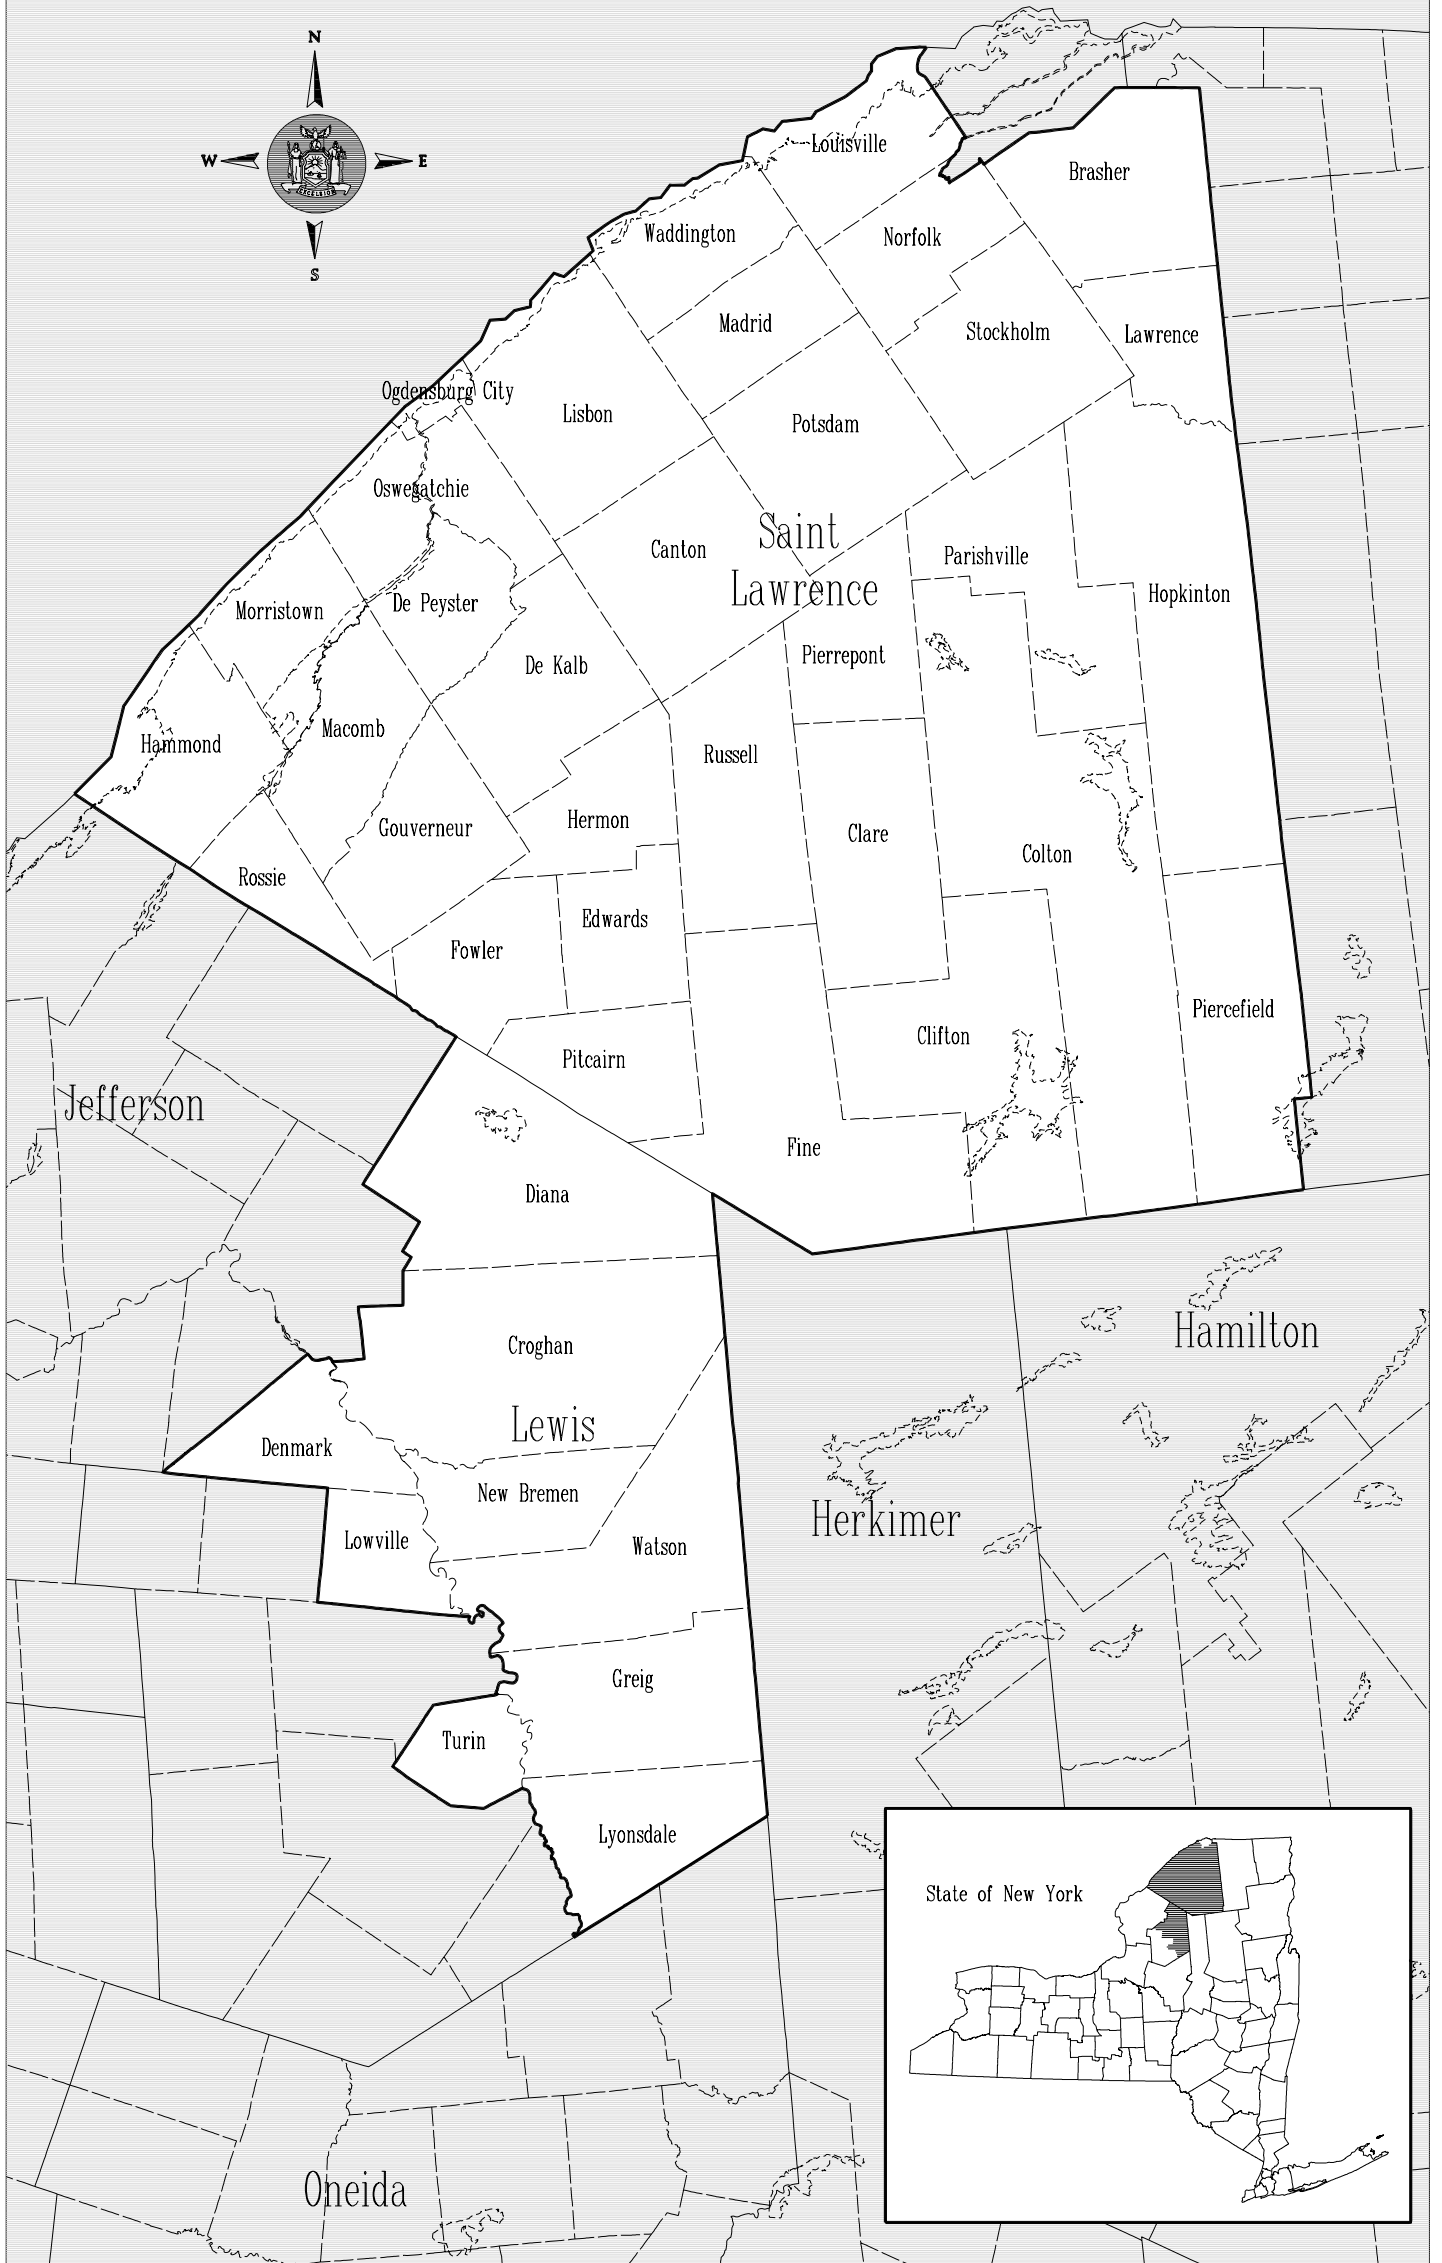 N
W
E
EXCELSIOR
S
Louisville
Brasher
Waddington
Norfolk
Madrid
Stockholm
Lawrence
Ogdensburg City
Lisbon
Potsdam
Oswegatchie
Saint
Lawrence
Canton
Parishville
Hopkinton
Morristown
De Peyster
De Kalb
Pierrepont
Hammond
Macomb
Russell
Hermon
Gouverneur
Clare
Colton
Rossie
Edwards
Fowler
Piercefield
Clifton
Pitcairn
Jefferson
Fine
Diana
Hamilton
Croghan
Lewis
Denmark
New Bremen
Herkimer
Lowville
Watson
Greig
Turin
Lyonsdale
State of New York
Oneida